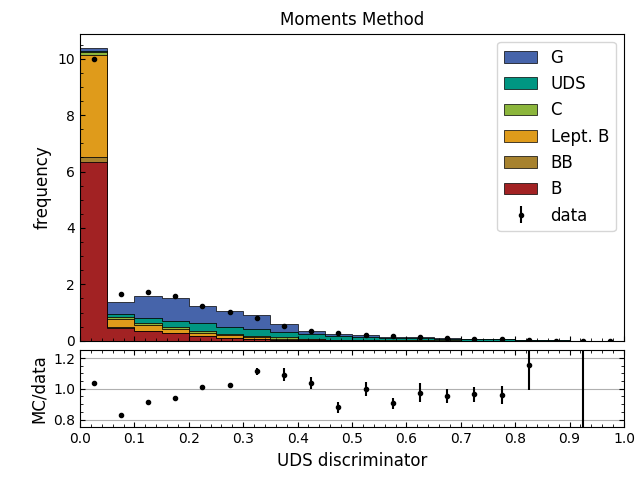 Moments Method
10
8
6
4
2
0
frequency
G
UDS
C
Lept. B
BB
B
data
1.2
1.0
0.8
MC/data
0.0 0.1 0.2 0.3 0.4 0.5 0.6 0.7 0.8 0.9 1.0
UDS discriminator